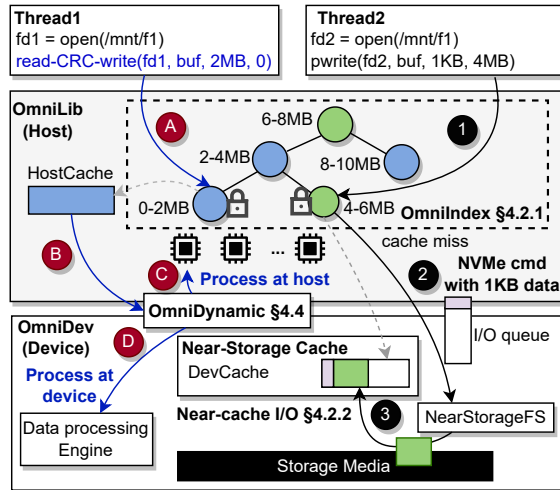 Thread1
fd1 = open(/mnt/f1)
read-CRC-write(fd1, buf, 2MB, 0)
Thread2
fd2 = open(/mnt/f1)
pwrite(fd2, buf, 1KB, 4MB)
OmniLib
(Host)
A
6-8MB
1
2-4MB
8-10MB
HostCache
0-2MB
4-6MB
OmniIndex §4.2.1
cache miss
B
C
...
Process at host
2
NVMe cmd
with 1KB data
OmniDynamic §4.4
I/O queue
OmniDev
(Device)
D
Process at
device
Near-Storage Cache
DevCache
Near-cache I/O §4.2.2
3
NearStorageFS
Data processing
Engine
Storage Media